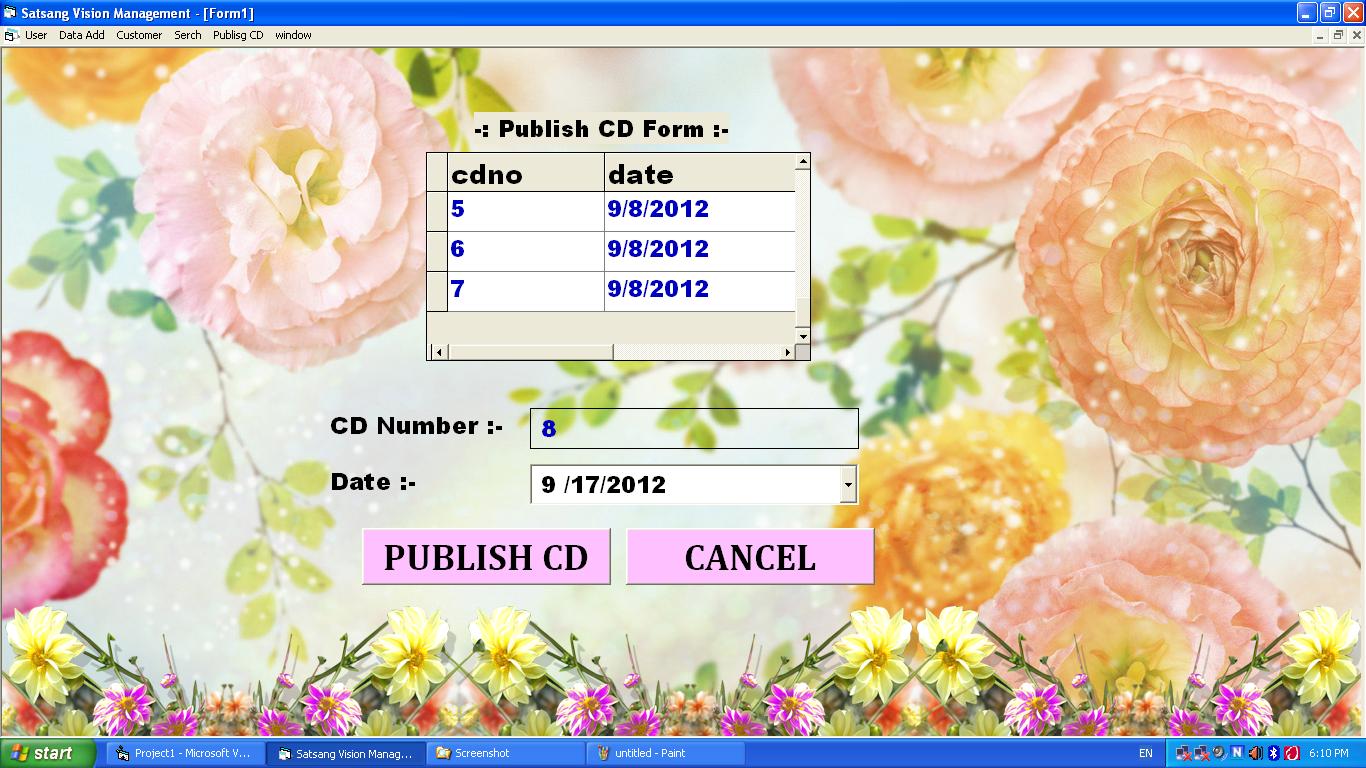 Satsang Vision Management - [Form1]
User Data Add Customer Serch Publisg CD window
-: Publish CD Form :-
cdno date
5 9/8/2012
6 9/8/2012
7 9/8/2012
CD Number :- 8
Date :- 9 /17/2012
PUBLISH CD CANCEL
start Project1 - Microsoft V... Satsang Vision Manag... Screenshot untitled - Paint EN N 6:10 PM